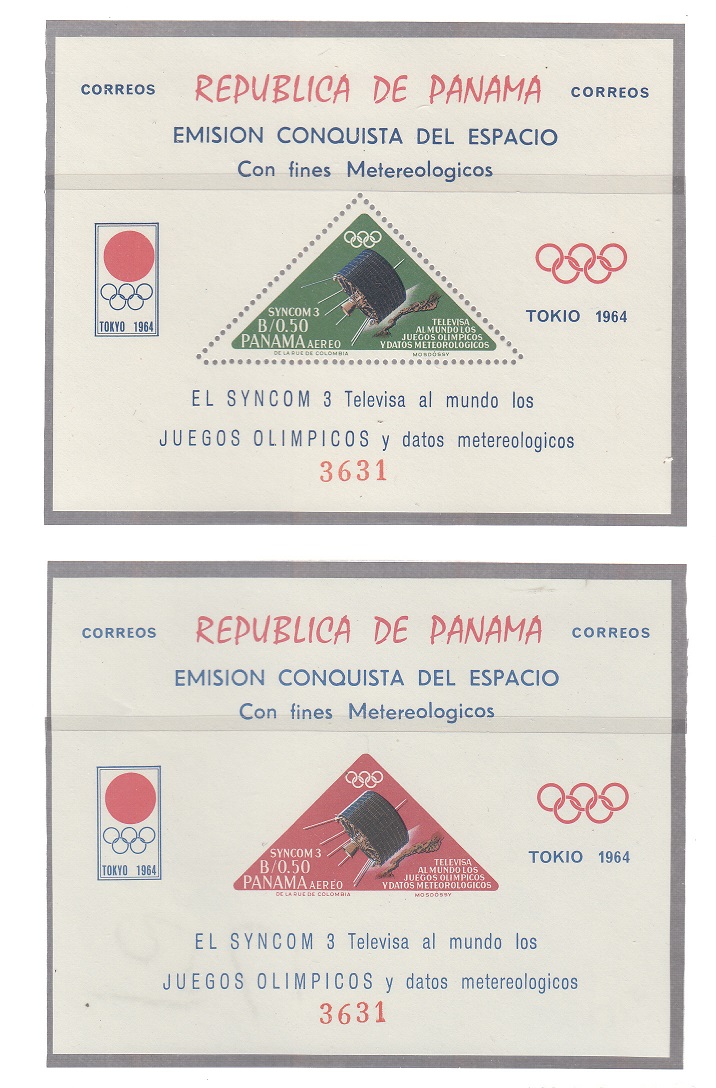 CORREOS REPUBLICA DE PANAMA CORREOS
EMISION CONQUISTA DEL ESPACIO
Con fines Metereologicos
TOKYO 1964
SYNCOM 3
B/0.50
PANAMA AEREO
TELEVISA
AL MUNDO LOS
JUEGOS OLIMPICOS
Y DATOS METEOROLOGICOS
DE LA RUE DE COLOMBIA MOSDÓSSY
TOKIO 1964
EL SYNCOM 3 Televisa al mundo los
JUEGOS OLIMPICOS y datos metereologicos
3631
CORREOS REPUBLICA DE PANAMA CORREOS
EMISION CONQUISTA DEL ESPACIO
Con fines Metereologicos
TOKYO 1964
SYNCOM 3
B/0.50
PANAMA AEREO
TELEVISA
AL MUNDO LOS
JUEGOS OLIMPICOS
Y DATOS METEOROLOGICOS
DE LA RUE DE COLOMBIA MOSDÓSSY
TOKIO 1964
EL SYNCOM 3 Televisa al mundo los
JUEGOS OLIMPICOS y datos metereologicos
3631